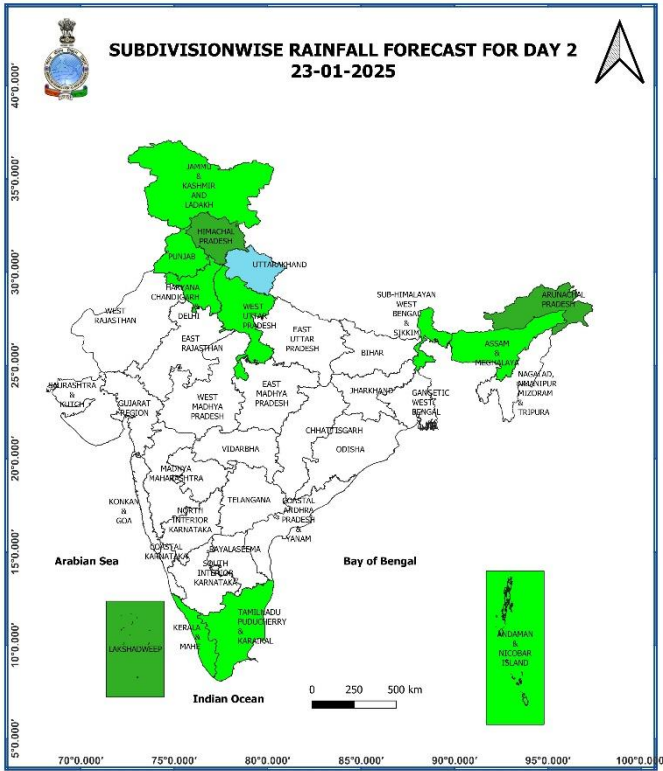 SUBDIVISIONWISE RAINFALL FORECAST FOR DAY 2
23-01-2025
40°0.000'
35°0.000'
30°0.000'
25°0.000'
20°0.000'
15°0.000'
10°0.000'
5°0.000'
JAMMU
&
KASHMIR
AND
LADAKH
HIMACHAL
PRADESH
PUNJAB
UTTARAKHAND
HARYANA
CHANDIGARH
DELHI
WEST
UTTAR
PRADESH
WEST
RAJASTHAN
EAST
RAJASTHAN
EAST
UTTAR
PRADESH
SUB-HIMALAYAN
WEST
BENGAL
&
SIKKIM
ARUNACHAL
PRADESH
ASSAM
&
MEGHALAYA
BIHAR
NAGALAD,
MANIPUR
MIZORAM
&
TRIPURA
SAURASHTRA
&
KUTCH
GUJARAT
REGION
WEST
MADHYA
PRADESH
EAST
MADHYA
PRADESH
JHARKHAND
GANGETIC
WEST
BENGAL
CHHATTISGARH
ODISHA
VIDARBHA
MADHYA
MAHARASHTRA
TELANGANA
COASTAL
ANDHRA
PRADESH
&
YANAM
KONKAN
&
GOA
NORTH
INTERIOR
KARNATAKA
COASTAL
KARNATAKA
RAYALASEEMA
SOUTH
INTERIOR
KARNATAKA
Arabian Sea
Bay of Bengal
TAMILNADU
PUDUCHERRY
&
KARAIKAL
KERALA
&
MAHE
LAKSHADWEEP
ANDAMAN
&
NICOBAR
ISLAND
Indian Ocean
0 250 500 km
70°0.000' 75°0.000' 80°0.000' 85°0.000' 90°0.000' 95°0.000' 100°0.000'